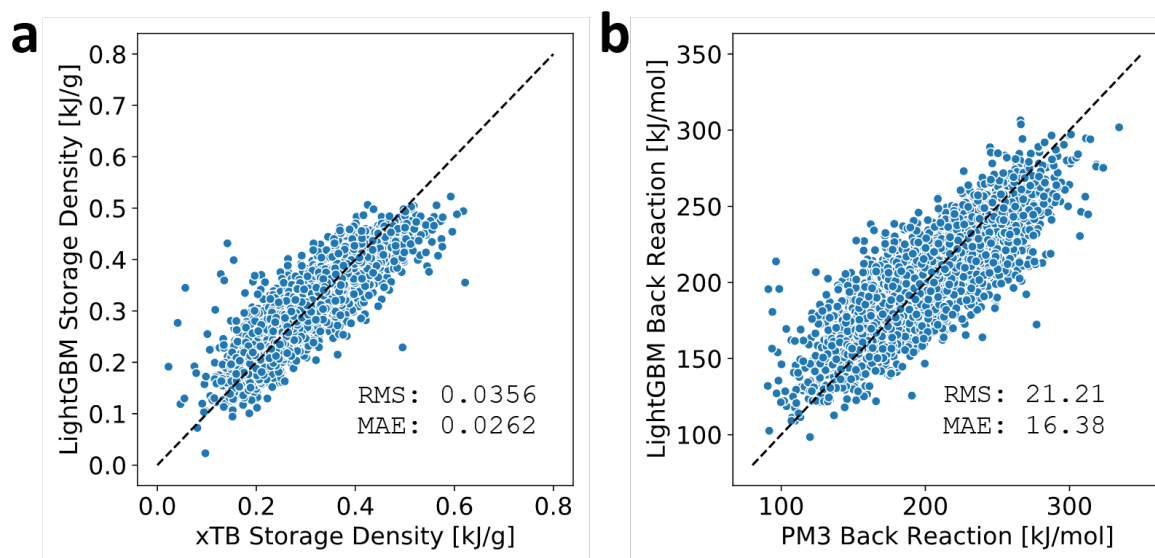 a
LightGBM Storage Density [kJ/g]
0.8
0.7
0.6
0.5
0.4
0.3
0.2
0.1
0.0
RMS: 0.0356
MAE: 0.0262
0.0 0.2 0.4 0.6 0.8
xTB Storage Density [kJ/g]
b
LightGBM Back Reaction [kJ/mol]
350
300
250
200
150
100
RMS: 21.21
MAE: 16.38
100 200 300
PM3 Back Reaction [kJ/mol]